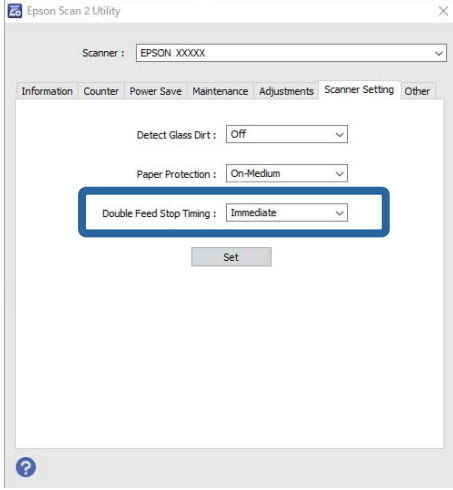 Epson Scan 2 Utility
Scanner : EPSON XXXXX
Information Counter Power Save Maintenance Adjustments Scanner Setting Other
Detect Glass Dirt : Off
Paper Protection : On-Medium
Double Feed Stop Timing : Immediate
Set
?